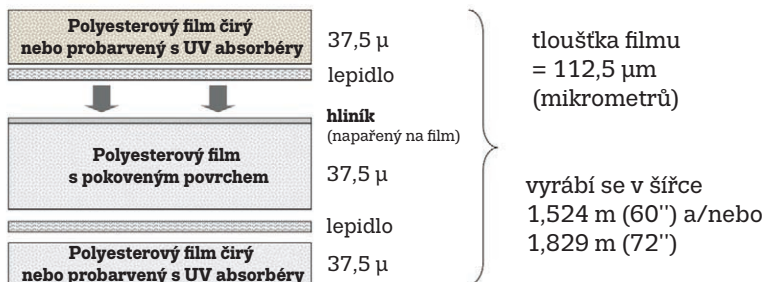 Polyesterový film čirý
nebo probarvený s UV absorbéry
37,5 µ
lepidlo
hliník
(napařený na film)
Polyesterový film
s pokoveným povrchem
37,5 µ
lepidlo
Polyesterový film čirý
nebo probarvený s UV absorbéry
37,5 µ
tloušťka filmu
= 112,5 µm
(mikrometrů)
vyrábí se v šířce
1,524 m (60'') a/nebo
1,829 m (72'')